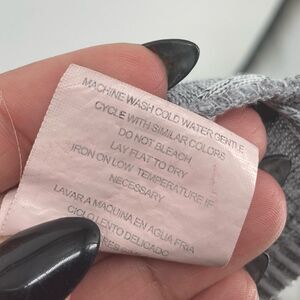 MACHINE WASH COLD WATER GENTLE
CYCLE WITH SIMILAR COLORS
DO NOT BLEACH
LAY FLAT TO DRY
IRON ON LOW TEMPERATURE IF
NECESSARY
LAVAR A MAQUINA EN AGUA FRIA
CICLO LENTO DELICADO